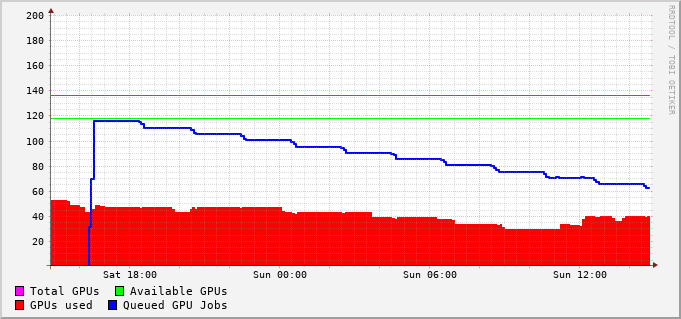 200
180
160
140
120
100
80
60
40
20
Sat 18:00 Sun 00:00 Sun 06:00 Sun 12:00
Total GPUs Available GPUs
GPUs used Queued GPU Jobs
RRDTOOL / TOBI OETIKER